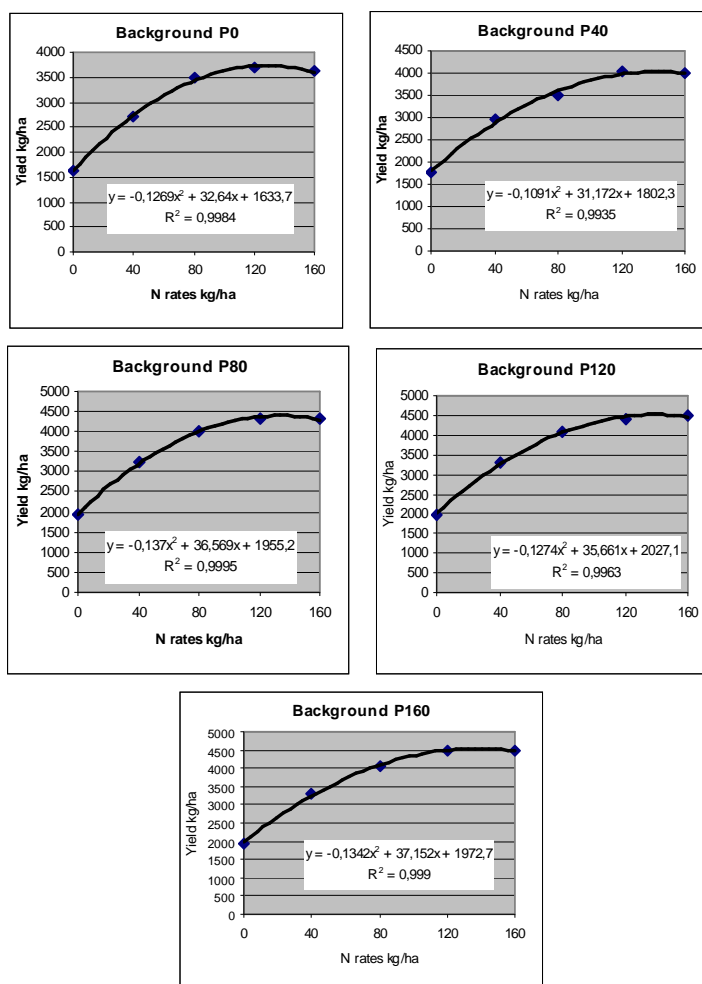 Background P0
4000
3500
3000
2500
2000
1500
1000
500
0
Yield kg/ha
y = -0,1269x² + 32,64x + 1633,7
R² = 0,9984
0 40 80 120 160
N rates kg/ha
Background P40
4500
4000
3500
3000
2500
2000
1500
1000
500
0
Yield kg/ha
y = -0,1091x² + 31,172x + 1802,3
R² = 0,9935
0 40 80 120 160
N rates kg/ha
Background P80
5000
4500
4000
3500
3000
2500
2000
1500
1000
500
0
Yield kg/ha
y = -0,137x² + 36,569x + 1955,2
R² = 0,9995
0 40 80 120 160
N rates kg/ha
Background P120
5000
4500
4000
3500
3000
2500
2000
1500
1000
500
0
Yield kg/ha
y = -0,1274x² + 35,661x + 2027,1
R² = 0,9963
0 40 80 120 160
N rates kg/ha
Background P160
5000
4500
4000
3500
3000
2500
2000
1500
1000
500
0
Yield kg/ha
y = -0,1342x² + 37,152x + 1972,7
R² = 0,999
0 40 80 120 160
N rates kg/ha